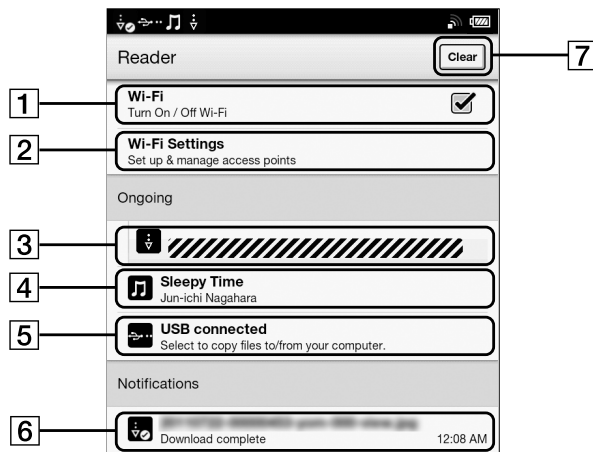 Reader
Clear
7
1
Wi-Fi
Turn On / Off Wi-Fi
2
Wi-Fi Settings
Set up & manage access points
Ongoing
3
4
Sleepy Time
Jun-ichi Nagahara
5
USB connected
Select to copy files to/from your computer.
Notifications
6
Download complete
12:08 AM